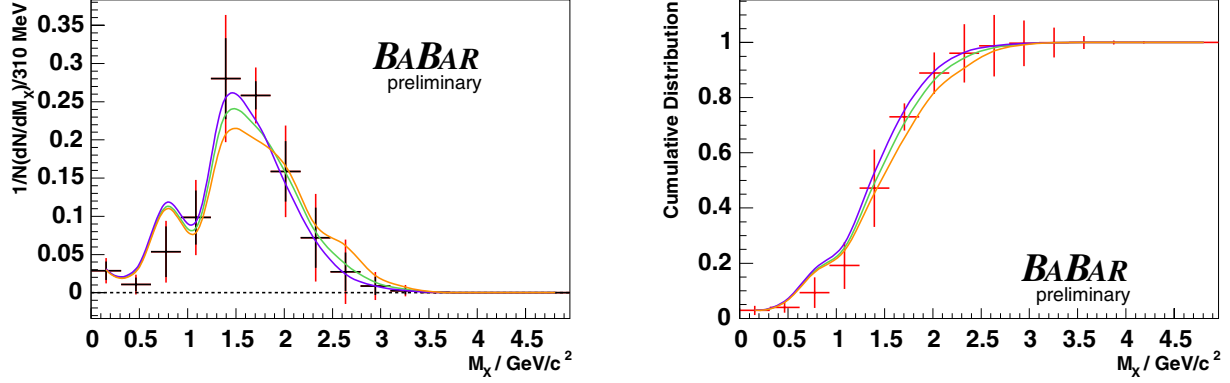 1/N(dN/dM_X)/310 MeV
0.35
0.3
0.25
0.2
0.15
0.1
0.05
0
0 0.5 1 1.5 2 2.5 3 3.5 4 4.5
M_X / GeV/c^2
BABAR
preliminary
Cumulative Distribution
1
0.8
0.6
0.4
0.2
0
0 0.5 1 1.5 2 2.5 3 3.5 4 4.5
M_X / GeV/c^2
BABAR
preliminary